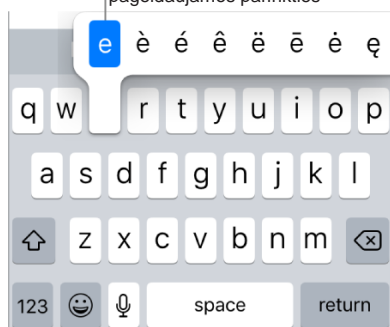 pageidaujamos parinkties
e è é ê ë ē ė ę
q w r t y u i o p
a s d f g h j k l
z x c v b n m
123 space return